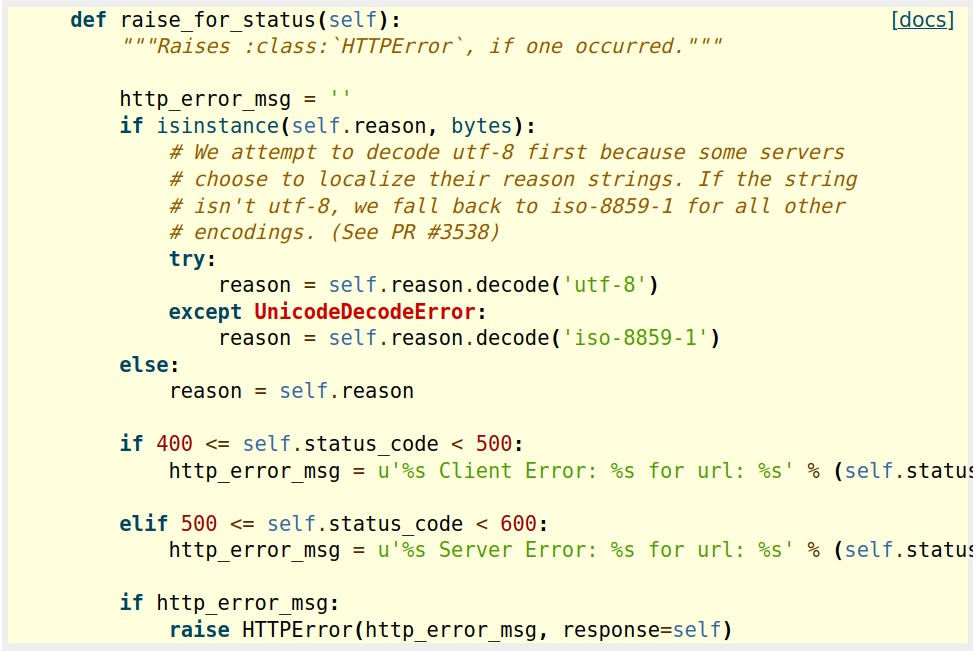 def raise_for_status(self): [docs]
"""Raises :class:`HTTPError`, if one occurred."""
http_error_msg = ''
if isinstance(self.reason, bytes):
# We attempt to decode utf-8 first because some servers
# choose to localize their reason strings. If the string
# isn't utf-8, we fall back to iso-8859-1 for all other
# encodings. (See PR #3538)
try:
reason = self.reason.decode('utf-8')
except UnicodeDecodeError:
reason = self.reason.decode('iso-8859-1')
else:
reason = self.reason
if 400 <= self.status_code < 500:
http_error_msg = u'%s Client Error: %s for url: %s' % (self.status
elif 500 <= self.status_code < 600:
http_error_msg = u'%s Server Error: %s for url: %s' % (self.status
if http_error_msg:
raise HTTPError(http_error_msg, response=self)